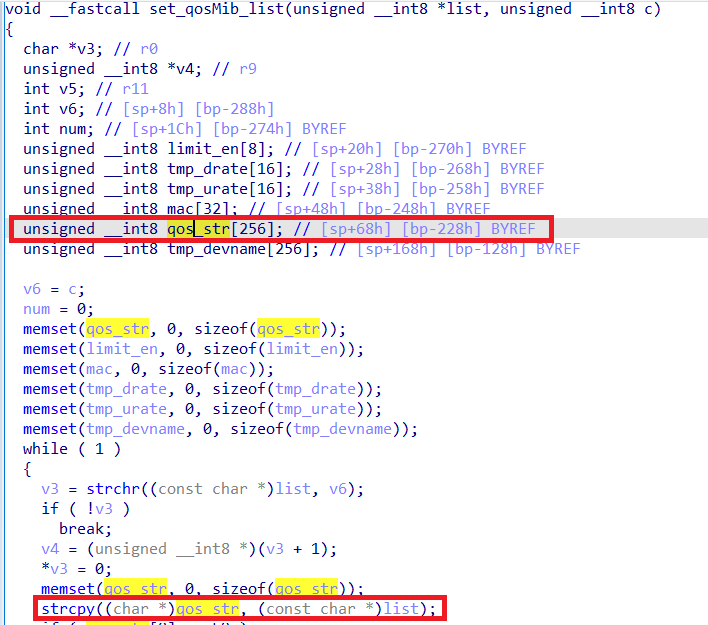 void __fastcall set_qosMib_list(unsigned __int8 *list, unsigned __int8 c)
{
char *v3; // r0
unsigned __int8 *v4; // r9
int v5; // r11
int v6; // [sp+8h] [bp-288h]
int num; // [sp+1Ch] [bp-274h] BYREF
unsigned __int8 limit_en[8]; // [sp+20h] [bp-270h] BYREF
unsigned __int8 tmp_drate[16]; // [sp+28h] [bp-268h] BYREF
unsigned __int8 tmp_urate[16]; // [sp+38h] [bp-258h] BYREF
unsigned __int8 mac[32]; // [sp+48h] [bp-248h] BYREF
unsigned __int8 qos_str[256]; // [sp+68h] [bp-228h] BYREF
unsigned __int8 tmp_devname[256]; // [sp+168h] [bp-128h] BYREF
v6 = c;
num = 0;
memset(qos_str, 0, sizeof(qos_str));
memset(limit_en, 0, sizeof(limit_en));
memset(mac, 0, sizeof(mac));
memset(tmp_drate, 0, sizeof(tmp_drate));
memset(tmp_urate, 0, sizeof(tmp_urate));
memset(tmp_devname, 0, sizeof(tmp_devname));
while ( 1 )
{
v3 = strchr((const char *)list, v6);
if ( !v3 )
break;
v4 = (unsigned __int8 *)(v3 + 1);
*v3 = 0;
memset(qos_str, 0, sizeof(qos_str));
strcpy((char *)qos_str, (const char *)list);